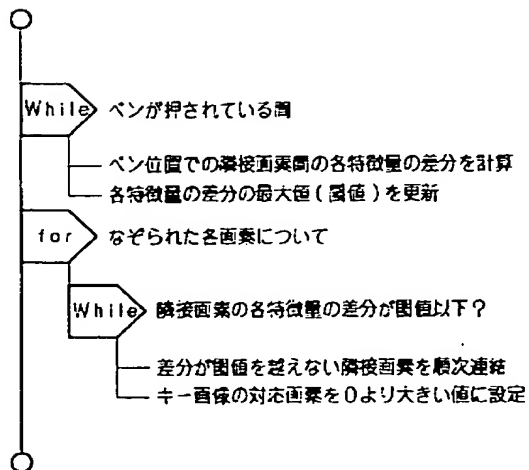 While ペンが押されている間
ペン位置での隣接画素間の各特徴量の差分を計算
各特徴量の差分の最大値(閾値)を更新
for なぞられた各画素について
While 隣接画素の各特徴量の差分が閾値以下?
差分が閾値を越えない隣接画素を順次連結
キー画像の対応画素を0より大きい値に設定